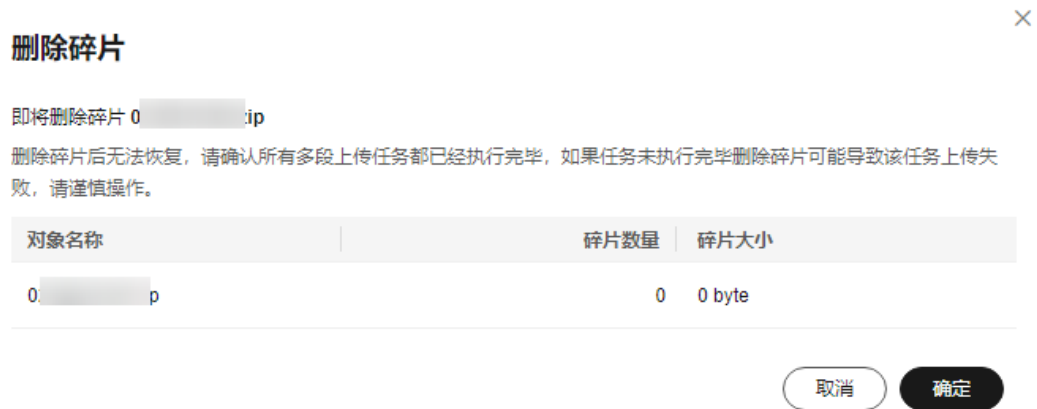 删除碎片
即将删除碎片 0 zip
删除碎片后无法恢复，请确认所有多段上传任务都已经执行完毕，如果任务未执行完毕删除碎片可能导致该任务上传失
败，请谨慎操作。
对象名称 碎片数量 碎片大小
0 p 0 0 byte
取消 确定